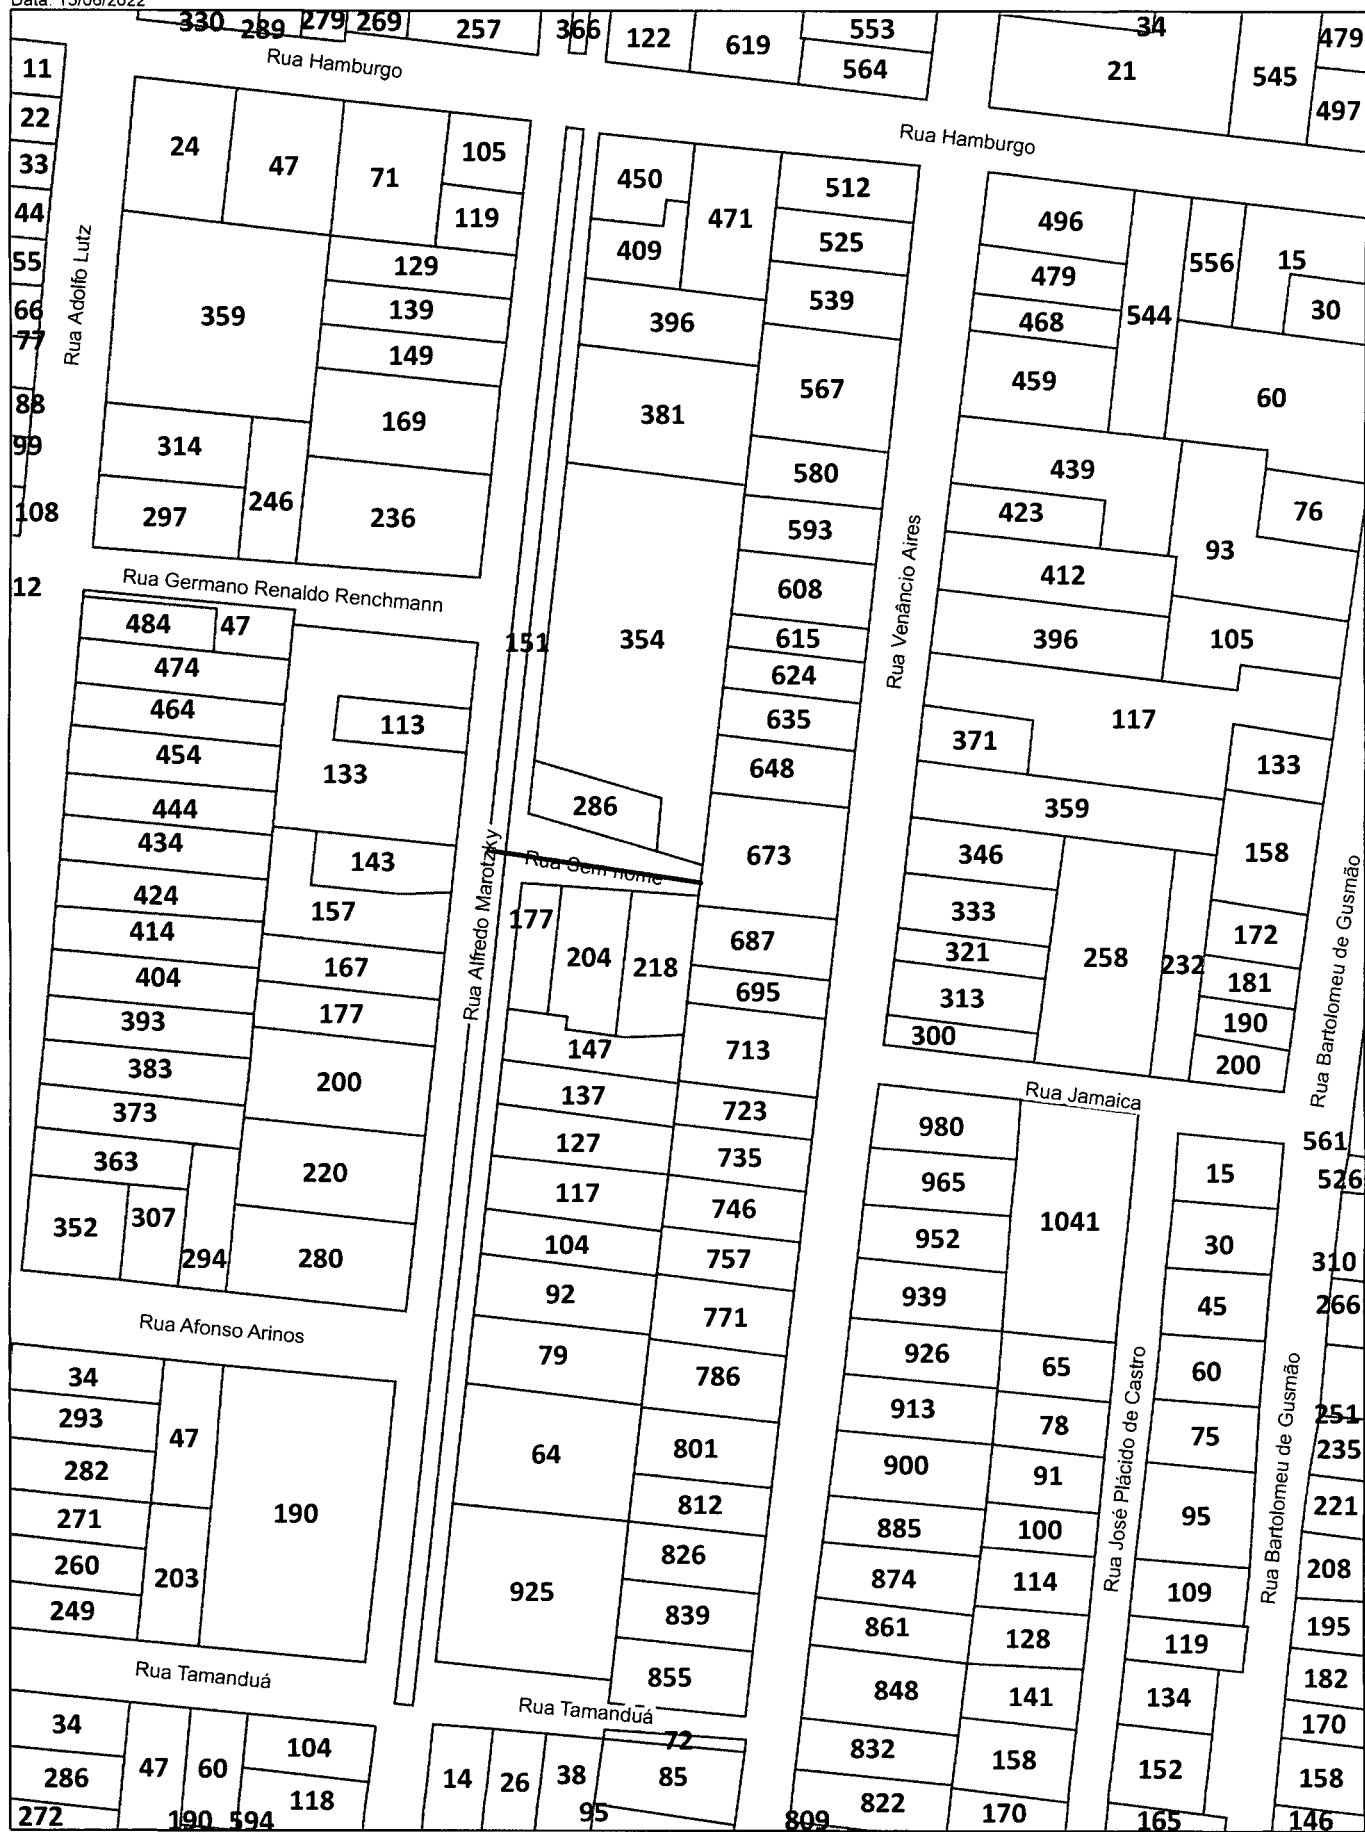 Data: 15/06/2022
330 289 279 269 257 366 122 619 553 34 479
564 21 545 497
Rua Hamburgo
Rua Hamburgo
11
22
33
44
55
66
77
88
99
108
12
Rua Adolfo Lutz
24 47 71 105
119
129
359 139
149
169
314
297 246 236
450 471 512
409 525
396 539
381 567
580
593
354 608
615
624
635
648
286 673
151
496 544 556 15
479 30
468
459 60
439 76
423 93
412
396 105
117
371 133
359
346 158
333 258 232 172
321 181
313 190
300 200
Rua Venâncio Aires
Rua Germano Renaldo Renchmann
484 47
474
464 113
454 133
444
434 143
424 157
414
404 167
393 177
383 200
373
363 220
352 307 294 280
Rua Alfredo Marotzky
Rua Sem nome
177 204 218 687
695
147 713
137 723
127 735
117 746
104 757
92 771
79 786
64 801
812
925 826
839
855
Rua Jamaica
Rua Bartolomeu de Gusmão
980 1041 15 561
965 526
952 30 310
939 45 266
926 65 60
913 78 75 251
235
900 91 221
885 100 95
874 114 109 208
861 128 119 195
848 141 134 182
170
832 158 152 158
822 170 165 146
809
Rua José Plácido de Castro
Rua Bartolomeu de Gusmão
Rua Afonso Arinos
34
293 47
282
271 190
260 203
249
Rua Tamanduá
Rua Tamanduá
34 47 60 104
286 118
272 190 594
14 26 38 72
85
95